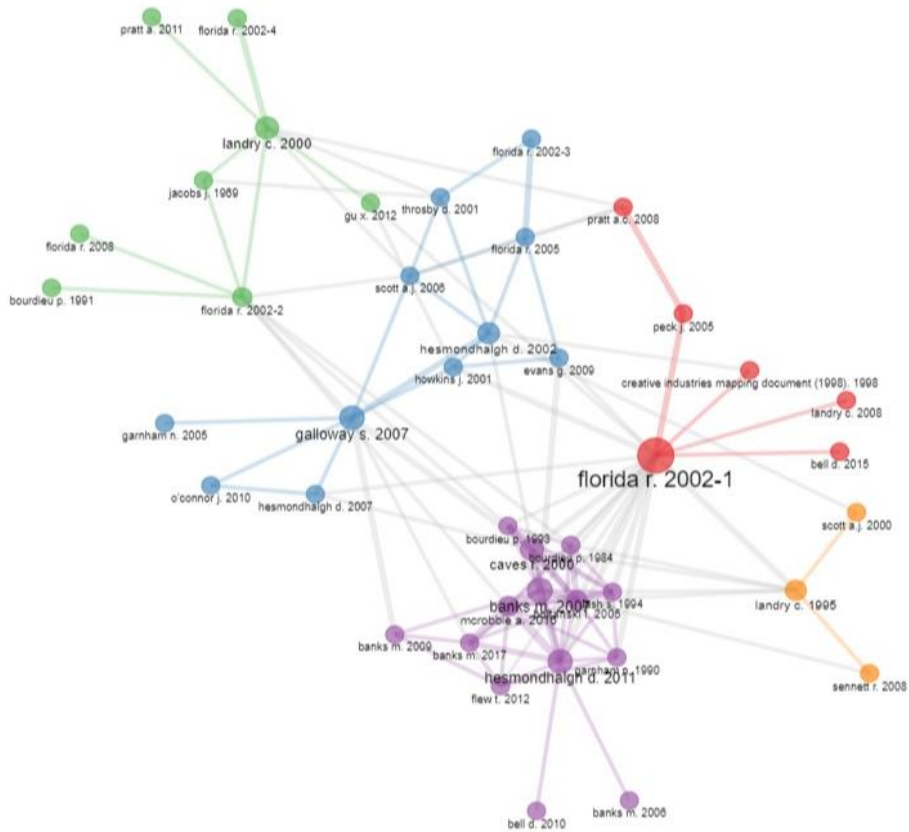 pratt a. 2011
florida r. 2002-4
landry c. 2000
florida r. 2002-3
jacobs j. 1969
throsby d. 2001
gu x. 2012
pratt a.c. 2008
florida r. 2008
florida r. 2005
scott a.j. 2006
bourdieu p. 1991
florida r. 2002-2
peck j. 2005
hesmondhalgh d. 2002
howkins j. 2001
evans g. 2009
creative industries mapping document (1998). 1998
landry c. 2008
garnham n. 2005
galloway s. 2007
bell d. 2015
florida r. 2002-1
o'connor j. 2010
hesmondhalgh d. 2007
scott a.j. 2000
bourdieu p. 1993
bourdieu p. 1984
caves r. 2000
banks m. 2007
lash s. 1994
boltanski l. 2005
landry c. 1995
mcrobbie a. 2016
banks m. 2009
banks m. 2017
garnham n. 1990
hesmondhalgh d. 2011
sennett r. 2008
flew t. 2012
bell d. 2010
banks m. 2006